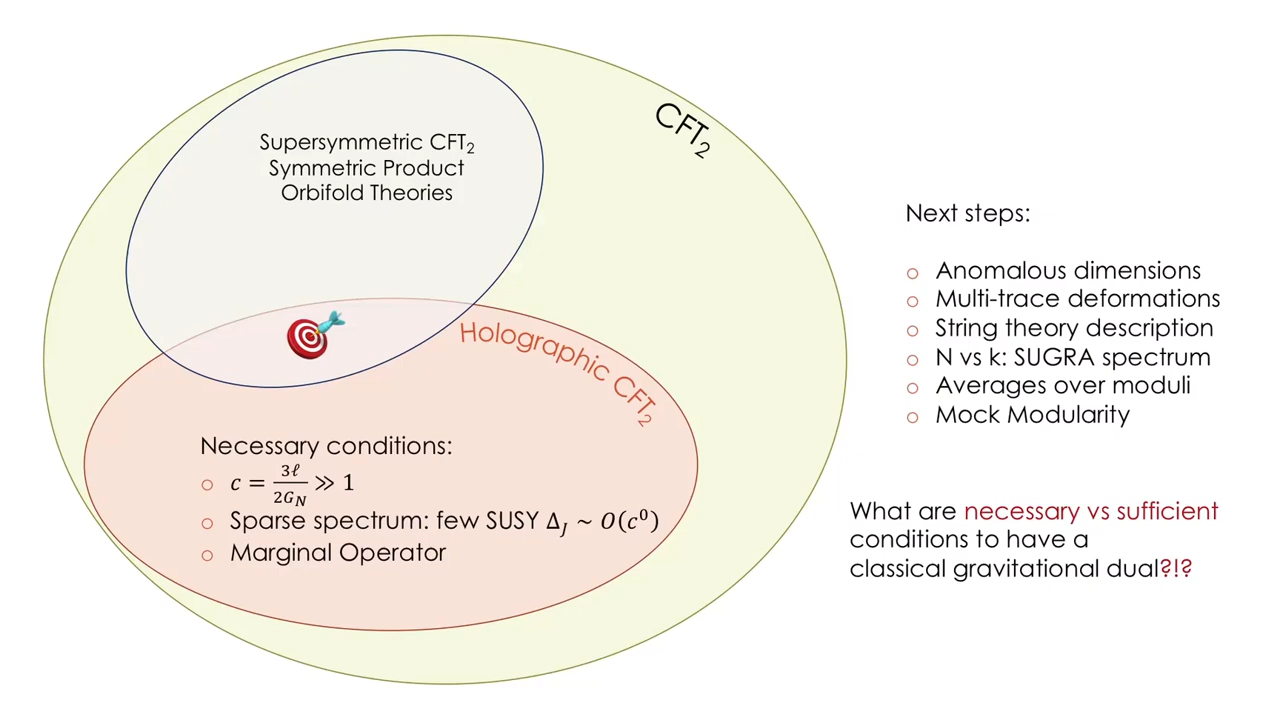 Supersymmetric CFT₂
Symmetric Product
Orbifold Theories
CFT₂
Holographic CFT₂
Necessary conditions:
○ c = 3ℓ/2G_N ≫ 1
○ Sparse spectrum: few SUSY Δ_J ~ O(c⁰)
○ Marginal Operator
Next steps:
○ Anomalous dimensions
○ Multi-trace deformations
○ String theory description
○ N vs k: SUGRA spectrum
○ Averages over moduli
○ Mock Modularity
What are necessary vs sufficient
conditions to have a
classical gravitational dual?!?